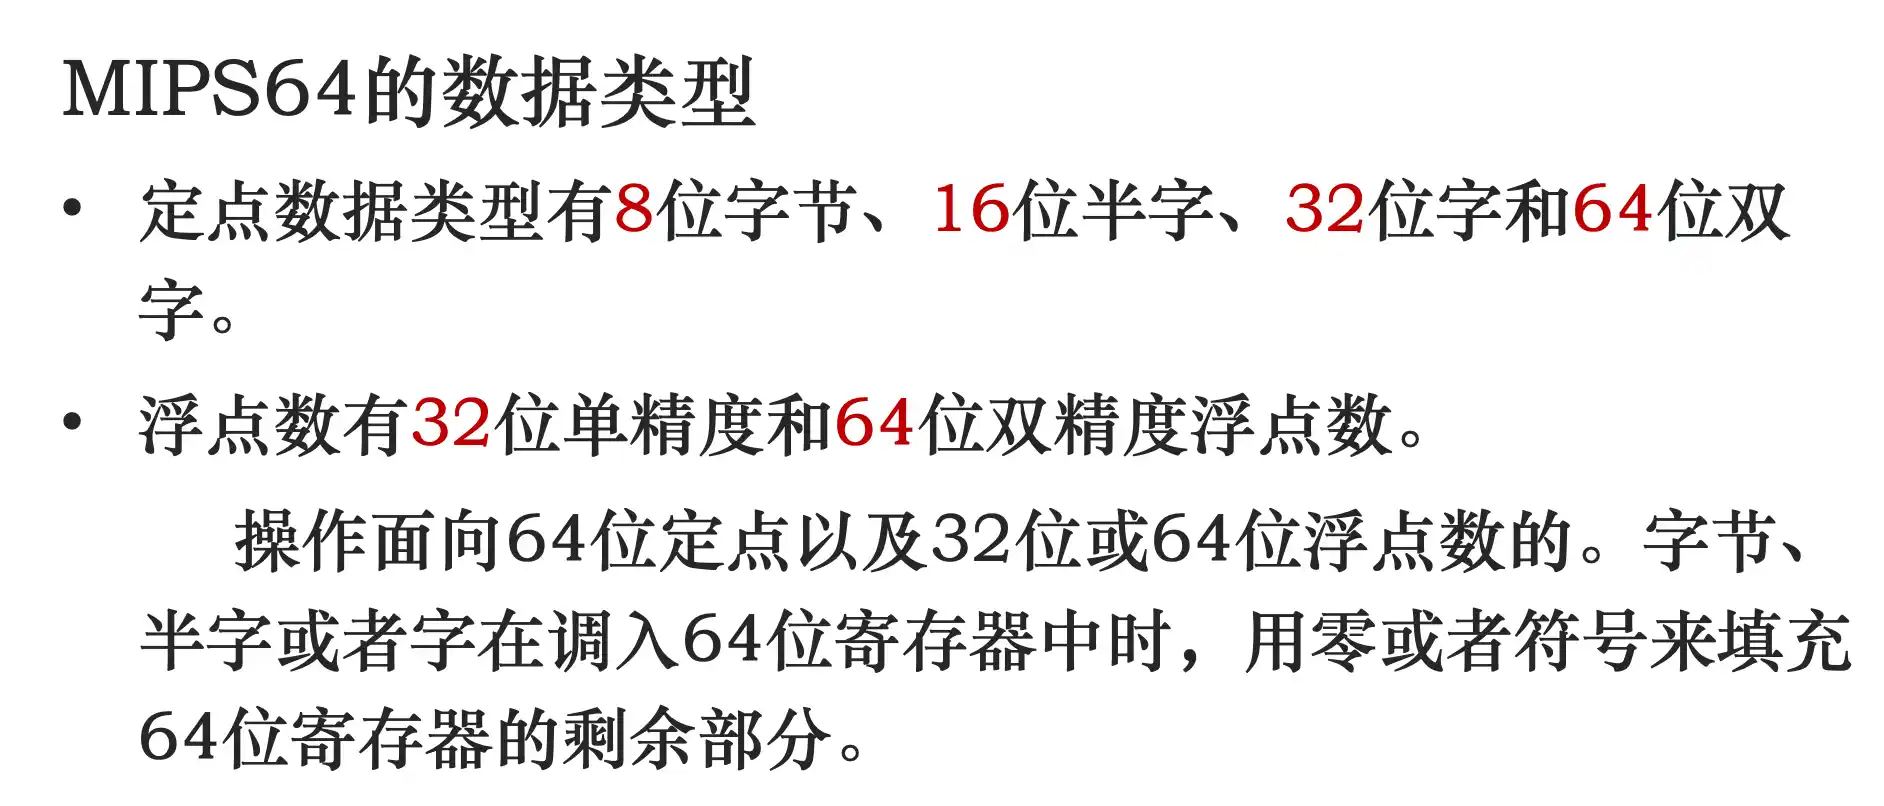 MIPS64的数据类型
• 定点数据类型有8位字节、16位半字、32位字和64位双
字。
• 浮点数有32位单精度和64位双精度浮点数。
操作面向64位定点以及32位或64位浮点数的。字节、
半字或者字在调入64位寄存器中时，用零或者符号来填充
64位寄存器的剩余部分。